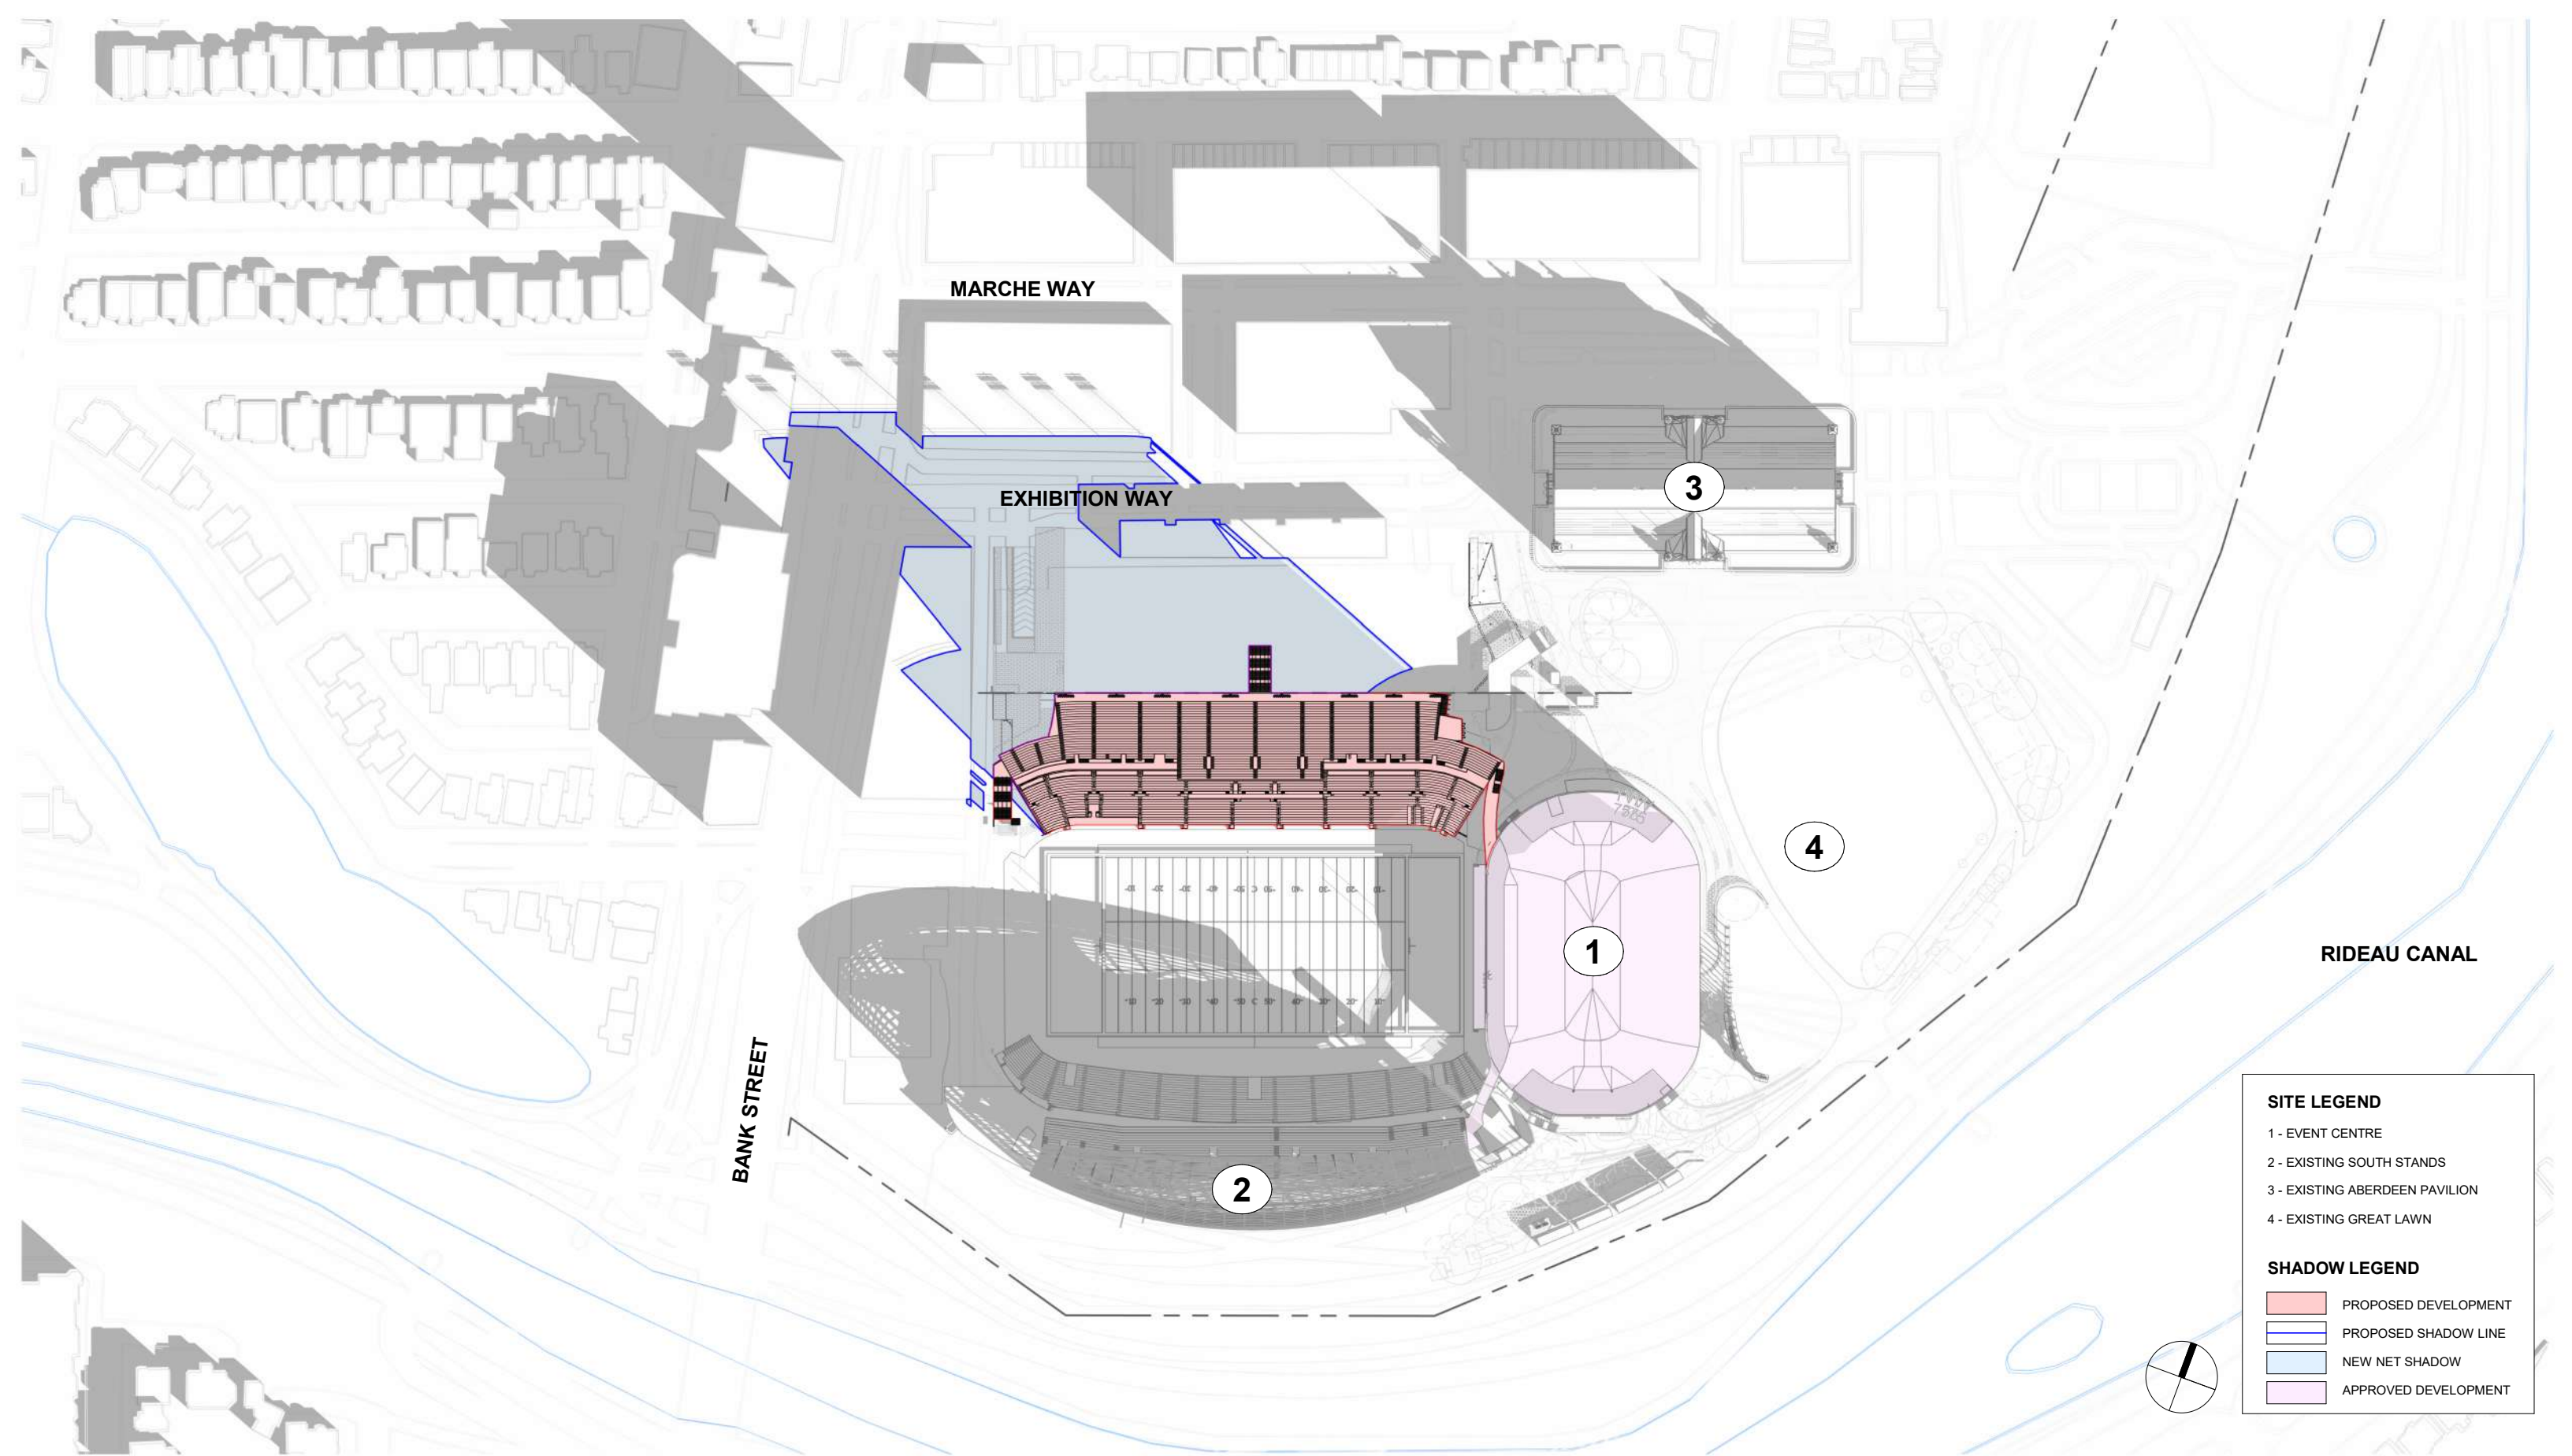 MARCHE WAY
EXHIBITION WAY
3
4
1
RIDEAU CANAL
BANK STREET
2
SITE LEGEND
1 - EVENT CENTRE
2 - EXISTING SOUTH STANDS
3 - EXISTING ABERDEEN PAVILION
4 - EXISTING GREAT LAWN
SHADOW LEGEND
PROPOSED DEVELOPMENT
PROPOSED SHADOW LINE
NEW NET SHADOW
APPROVED DEVELOPMENT